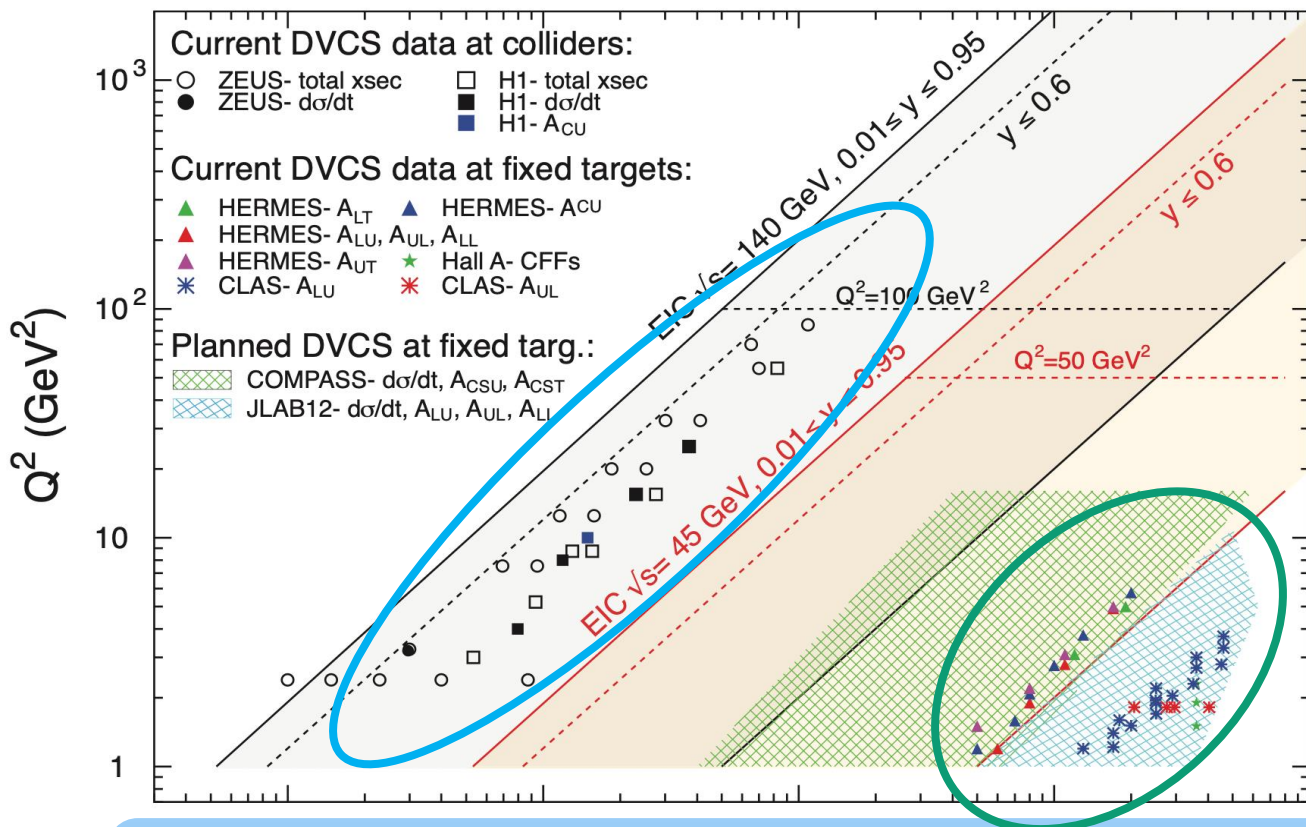 Current DVCS data at colliders:
○ ZEUS- total xsec □ H1- total xsec
● ZEUS- dσ/dt ■ H1- dσ/dt
■ H1- A_CU
Current DVCS data at fixed targets:
▲ HERMES- A_LT ▲ HERMES- A^CU
▲ HERMES- A_LU, A_UL, A_LL
▲ HERMES- A_UT ★ Hall A- CFFs
CLAS- A_LU CLAS- A_UL
Planned DVCS at fixed targ.:
COMPASS- dσ/dt, A_CSU, A_CST
JLAB12- dσ/dt, A_LU, A_UL, A_LL
EIC √s= 140 GeV, 0.01≤ y ≤ 0.95
y ≤ 0.6
y ≤ 0.6
Q²=100 GeV²
Q²=50 GeV²
EIC √s= 45 GeV, 0.01≤ y ≤ 0.95
Q² (GeV²)
10³
10²
10
1